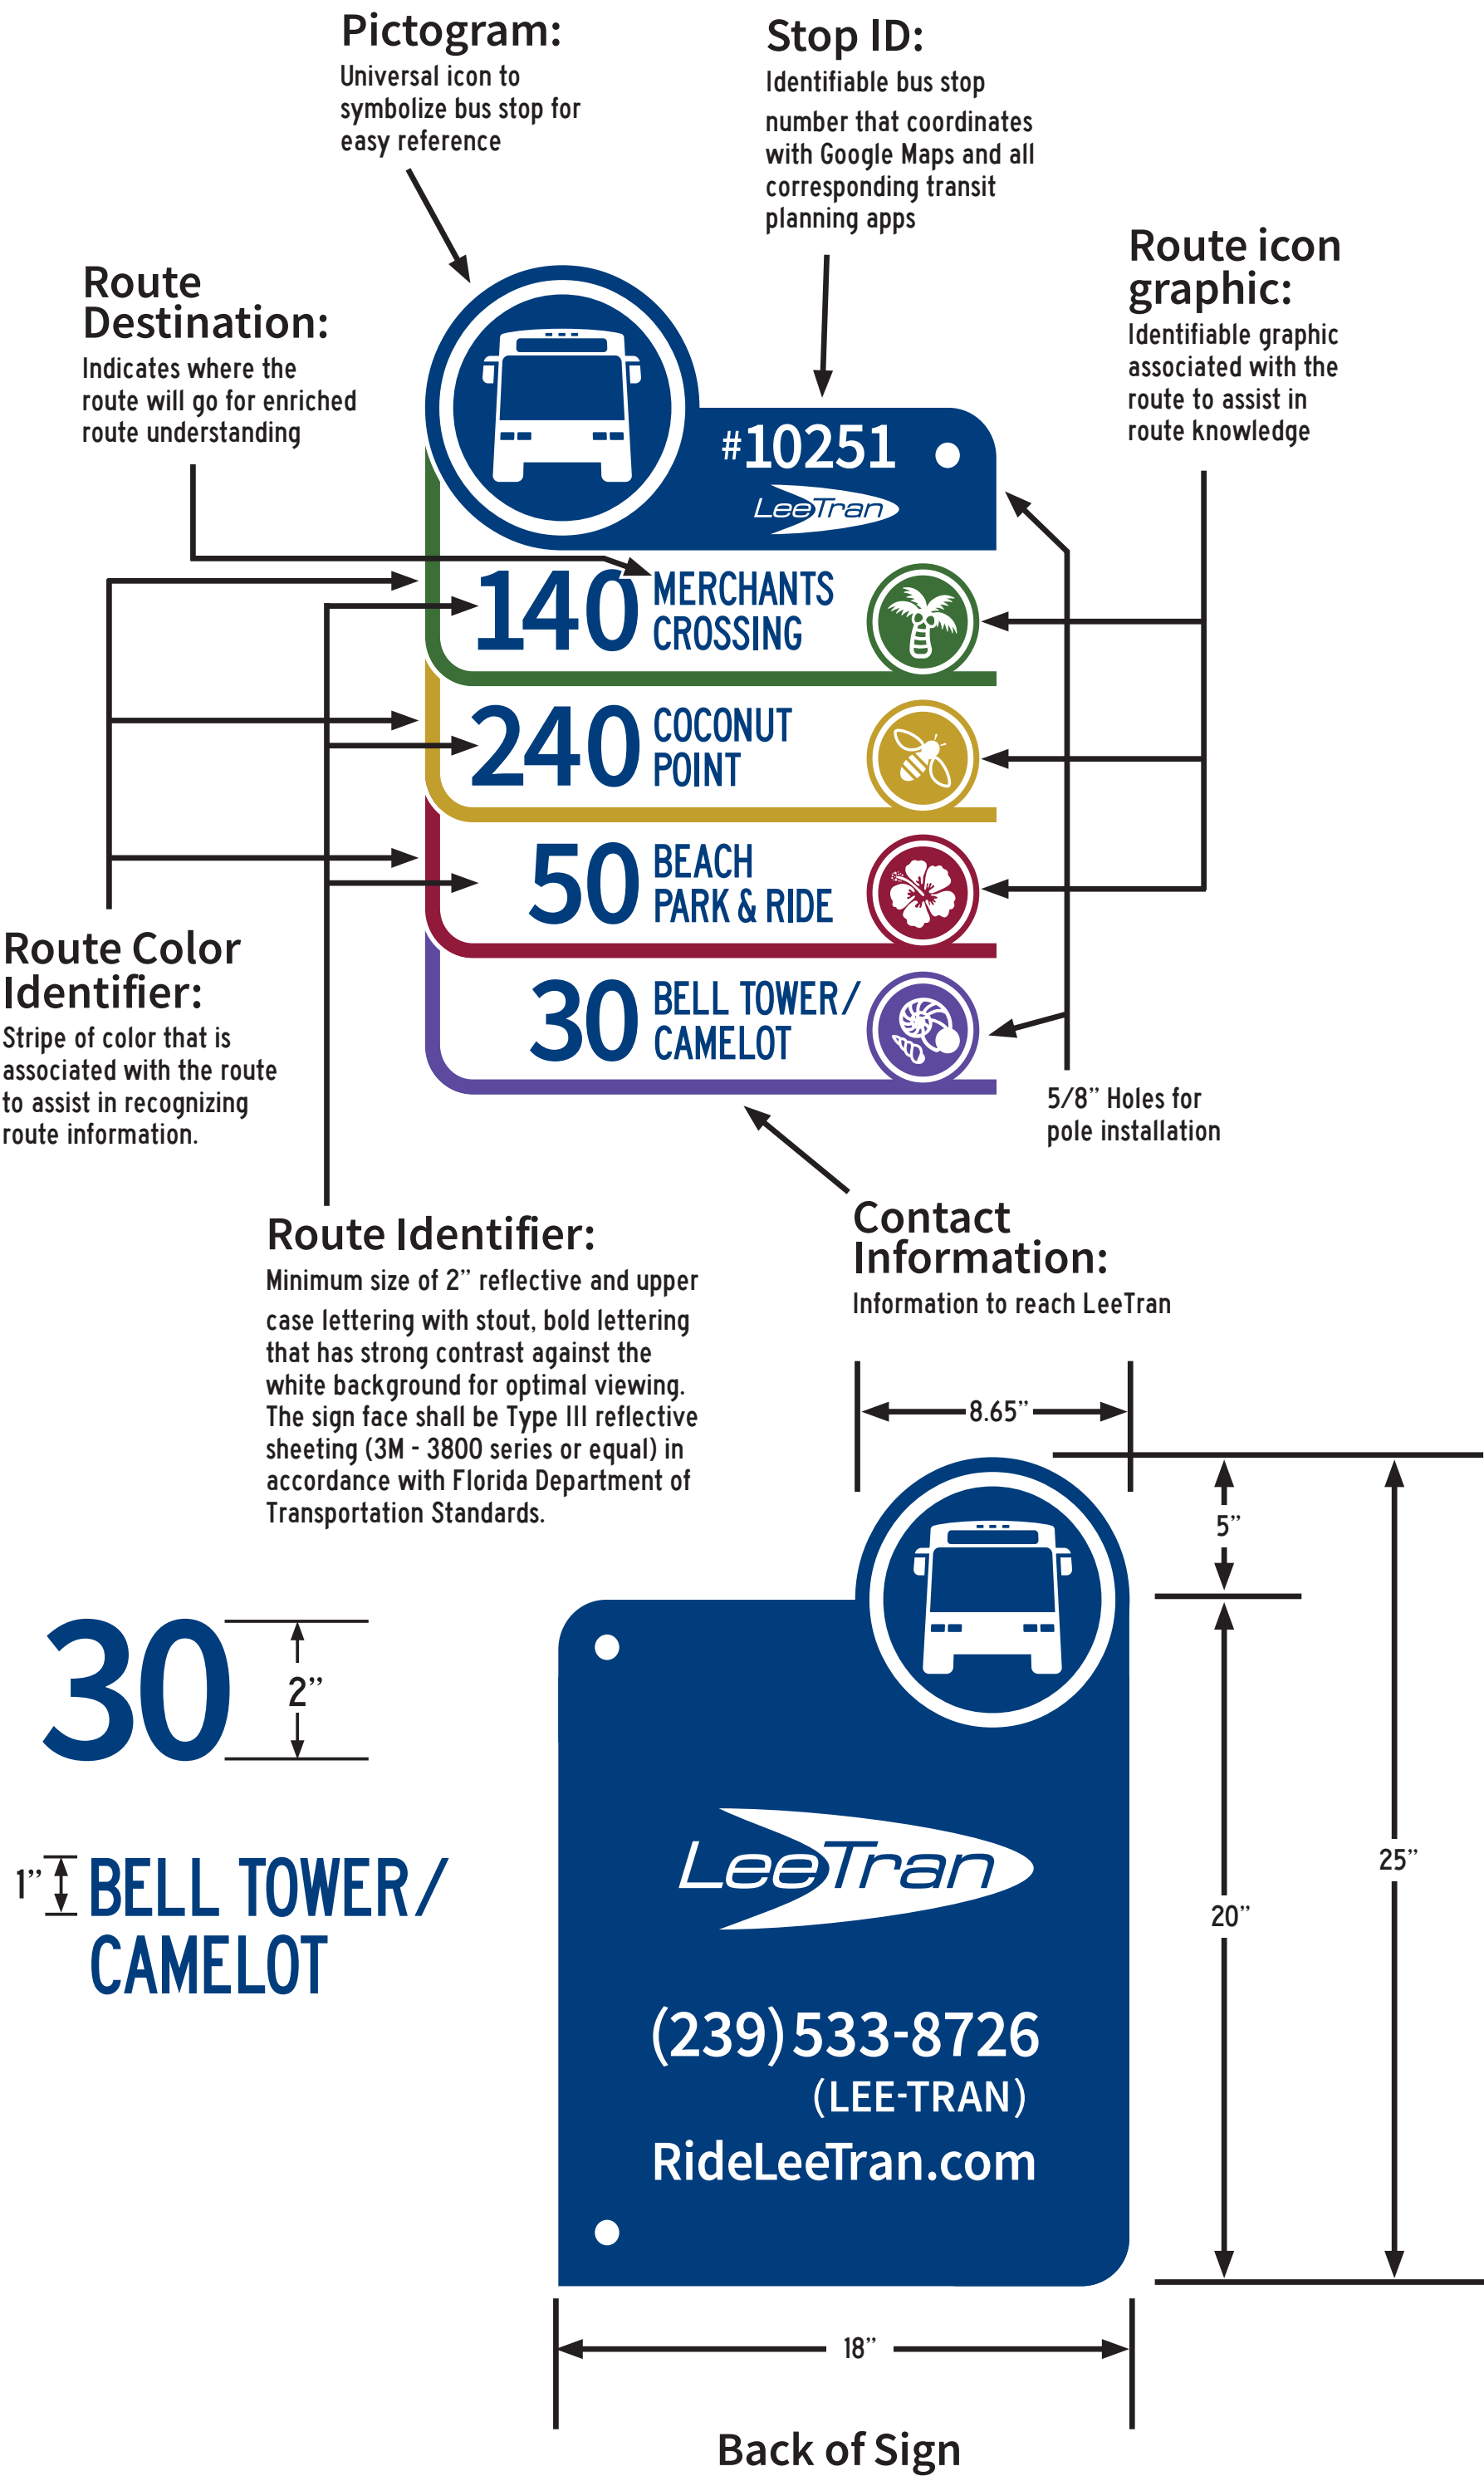 Pictogram:
Universal icon to
symbolize bus stop for
easy reference
Stop ID:
Identifiable bus stop
number that coordinates
with Google Maps and all
corresponding transit
planning apps
Route icon
graphic:
Identifiable graphic
associated with the
route to assist in
route knowledge
Route
Destination:
Indicates where the
route will go for enriched
route understanding
#10251
LeeTran
140 MERCHANTS
CROSSING
240 COCONUT
POINT
50 BEACH
PARK & RIDE
30 BELL TOWER/
CAMELOT
Route Color
Identifier:
Stripe of color that is
associated with the route
to assist in recognizing
route information.
5/8” Holes for
pole installation
Route Identifier:
Minimum size of 2” reflective and upper
case lettering with stout, bold lettering
that has strong contrast against the
white background for optimal viewing.
The sign face shall be Type III reflective
sheeting (3M - 3800 series or equal) in
accordance with Florida Department of
Transportation Standards.
Contact
Information:
Information to reach LeeTran
8.65”
5”
30
2”
1”
BELL TOWER/
CAMELOT
LeeTran
(239)533-8726
(LEE-TRAN)
RideLeeTran.com
20”
25”
18”
Back of Sign